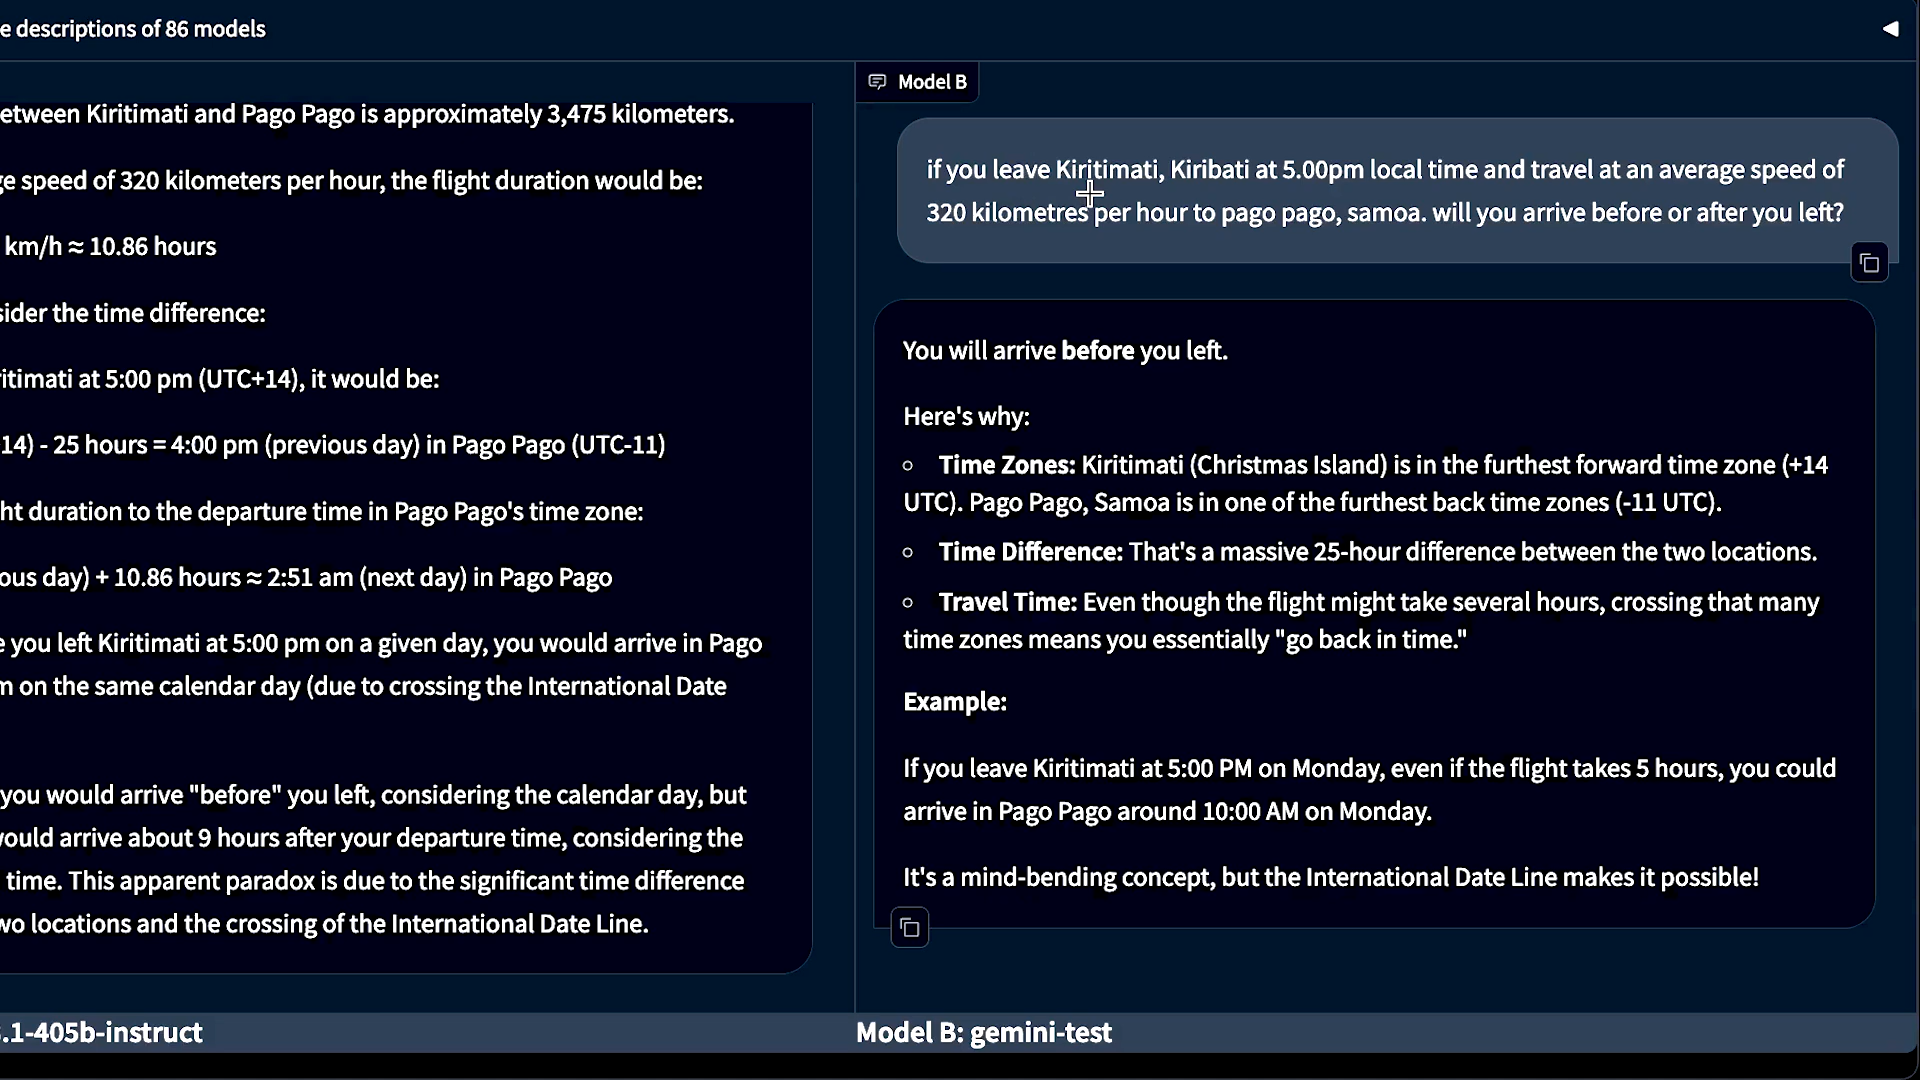 e descriptions of 86 models
etween Kiritimati and Pago Pago is approximately 3,475 kilometers.
ge speed of 320 kilometers per hour, the flight duration would be:
km/h ≈ 10.86 hours
sider the time difference:
ritimati at 5:00 pm (UTC+14), it would be:
14) - 25 hours = 4:00 pm (previous day) in Pago Pago (UTC-11)
ht duration to the departure time in Pago Pago's time zone:
ous day) + 10.86 hours ≈ 2:51 am (next day) in Pago Pago
e you left Kiritimati at 5:00 pm on a given day, you would arrive in Pago
m on the same calendar day (due to crossing the International Date
you would arrive "before" you left, considering the calendar day, but
would arrive about 9 hours after your departure time, considering the
time. This apparent paradox is due to the significant time difference
wo locations and the crossing of the International Date Line.
.1-405b-instruct
Model B
if you leave Kiritimati, Kiribati at 5.00pm local time and travel at an average speed of
320 kilometres per hour to pago pago, samoa. will you arrive before or after you left?
You will arrive before you left.
Here's why:
Time Zones: Kiritimati (Christmas Island) is in the furthest forward time zone (+14
UTC). Pago Pago, Samoa is in one of the furthest back time zones (-11 UTC).
Time Difference: That's a massive 25-hour difference between the two locations.
Travel Time: Even though the flight might take several hours, crossing that many
time zones means you essentially "go back in time."
Example:
If you leave Kiritimati at 5:00 PM on Monday, even if the flight takes 5 hours, you could
arrive in Pago Pago around 10:00 AM on Monday.
It's a mind-bending concept, but the International Date Line makes it possible!
Model B: gemini-test